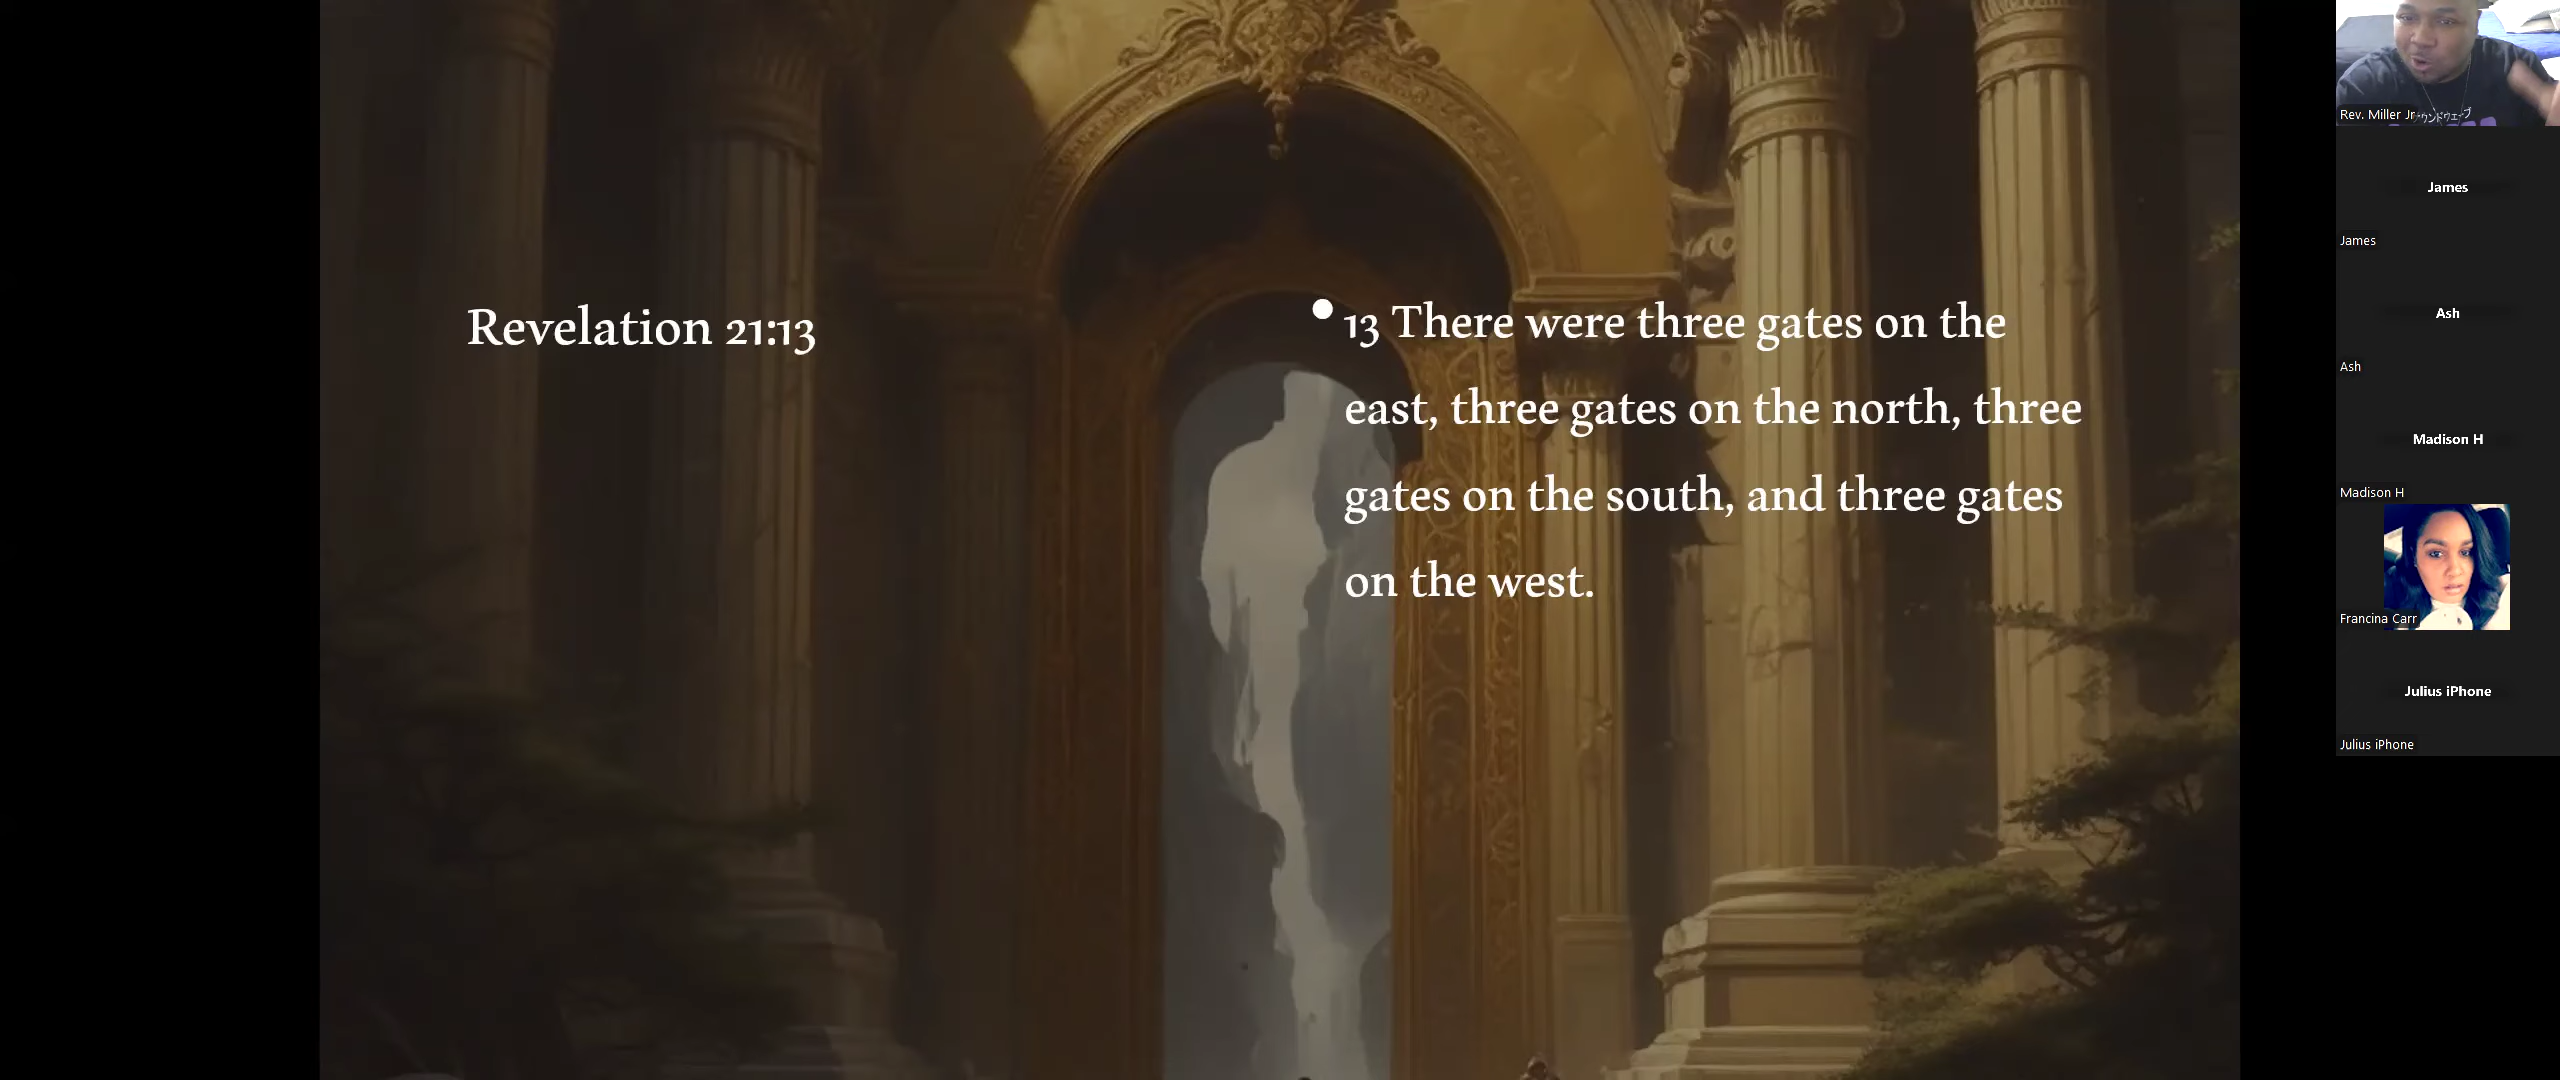 Revelation 21:13
• 13 There were three gates on the
east, three gates on the north, three
gates on the south, and three gates
on the west.
Rev. Miller Jr
James
James
Ash
Ash
Madison H
Madison H
Francina Carr
Julius iPhone
Julius iPhone